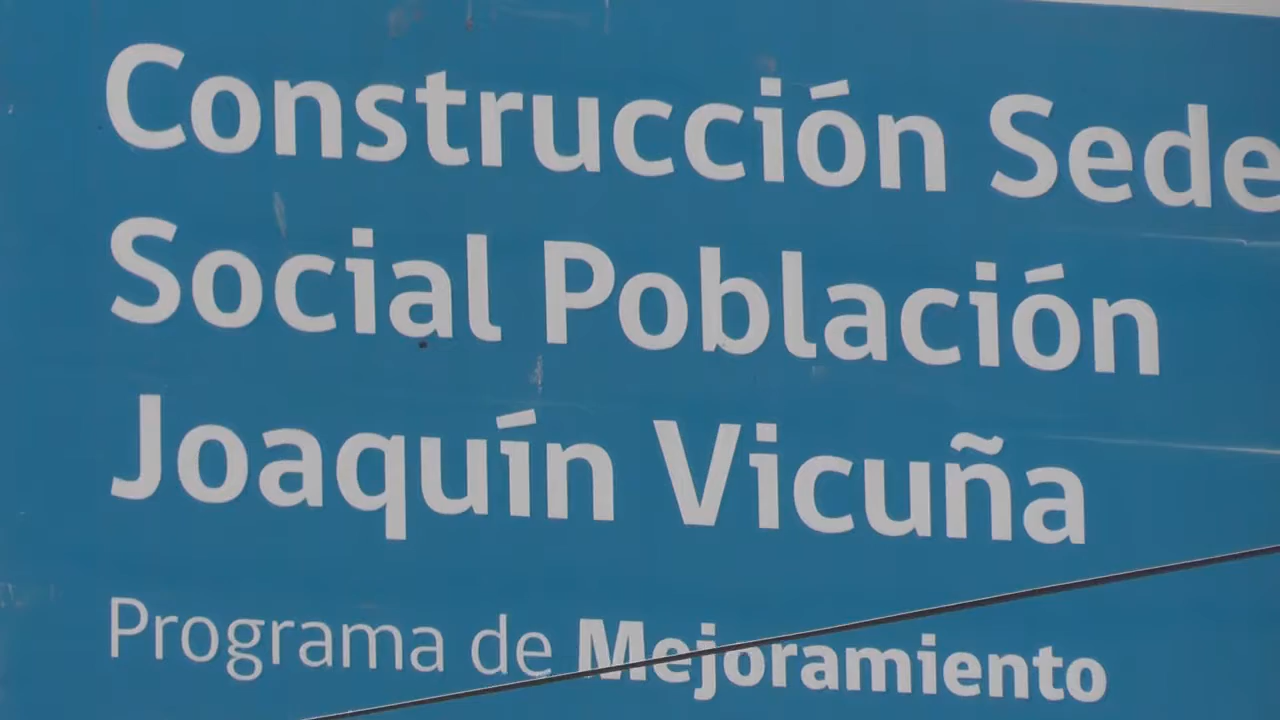 Construcción Sede
Social Población
Joaquín Vicuña
Programa de Mejoramiento